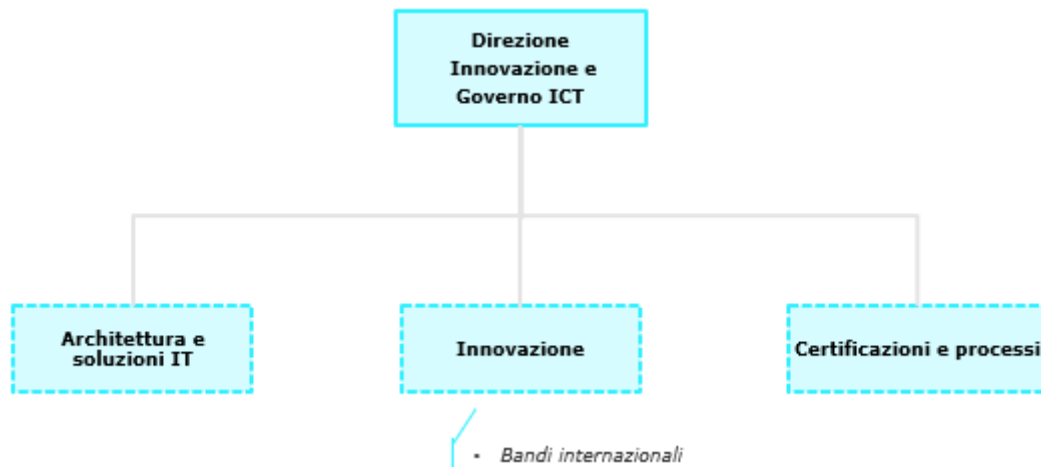 Direzione
Innovazione e
Governo ICT
Architettura e
soluzioni IT
Innovazione
Certificazioni e processi
- Bandi internazionali